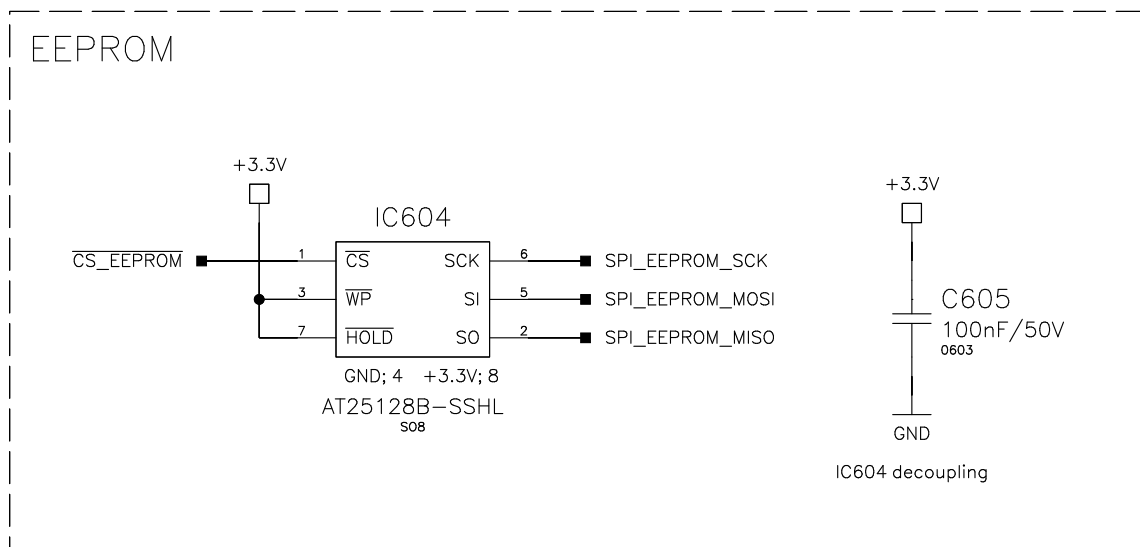 EEPROM
+3.3V
IC604
CS_EEPROM 1 CS SCK 6 SPI_EEPROM_SCK
3 WP SI 5 SPI_EEPROM_MOSI
7 HOLD SO 2 SPI_EEPROM_MISO
GND; 4 +3.3V; 8
AT25128B-SSHL
SO8
+3.3V
C605
100nF/50V
0603
GND
IC604 decoupling